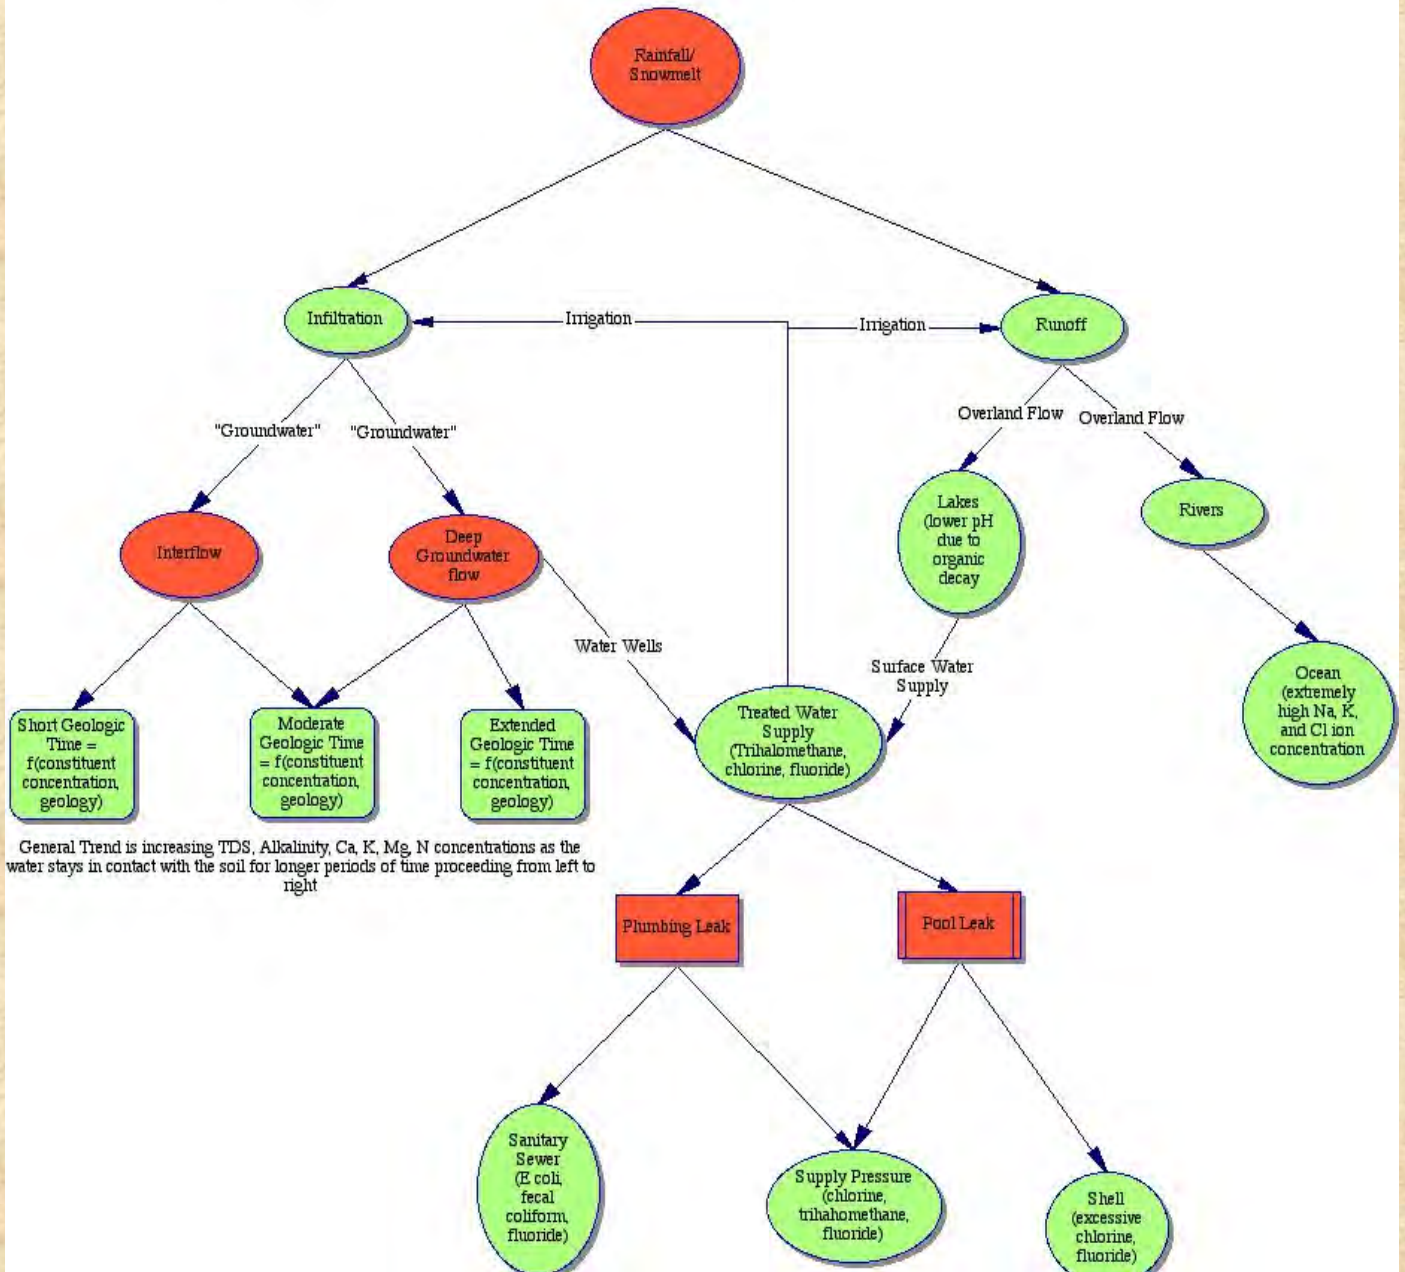 Rainfall/
Snowmelt
Infiltration
Irrigation
Irrigation
Runoff
"Groundwater"
"Groundwater"
Overland Flow
Overland Flow
Interflow
Deep
Groundwater
flow
Lakes
(lower pH
due to
organic
decay
Rivers
Water Wells
Surface Water
Supply
Short Geologic
Time =
f(constituent
concentration,
geology)
Moderate
Geologic Time
= f(constituent
concentration,
geology)
Extended
Geologic Time
= f(constituent
concentration,
geology)
Treated Water
Supply
(Trihalomethane,
chlorine, fluoride)
Ocean
(extremely
high Na, K,
and Cl ion
concentration
General Trend is increasing TDS, Alkalinity, Ca, K, Mg, N concentrations as the
water stays in contact with the soil for longer periods of time proceeding from left to
right
Plumbing Leak
Pool Leak
Sanitary
Sewer
(E coli,
fecal
coliform,
fluoride)
Supply Pressure
(chlorine,
trihahomethane,
fluoride)
Shell
(excessive
chlorine,
fluoride)